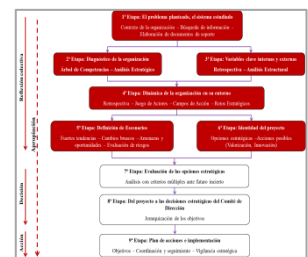 1ª Etapa: El problema planteado, el sistema estudiado
Contexto de la organización – Búsqueda de información –
Elaboración de documentos de soporte
2ª Etapa: Diagnóstico de la organización
Árbol de Competencias – Análisis Estratégico
3ª Etapa: Variables clave internas y externas
Retrospectiva – Análisis Estructural
4ª Etapa: Dinámica de la organización en su entorno
Retrospectiva – Juego de Actores – Campos de Acción – Retos Estratégicos
5ª Etapa: Definición de Escenarios
Fuertes tendencias – Cambios bruscos – Amenazas y
oportunidades – Evaluación de riesgos
6ª Etapa: Identidad del proyecto
Opciones estratégicas – Acciones posibles
(Valorización, Innovación)
7ª Etapa: Evaluación de las opciones estratégicas
Análisis con criterios múltiples ante futuro incierto
8ª Etapa: Del proyecto a las decisiones estratégicas del Comité de
Dirección
Jerarquización de los objetivos
9ª Etapa: Plan de acciones e implementación
Objetivos – Coordinación y seguimiento – Vigilancia estratégica
Reflexión colectiva
Apropiación
Decisión
Acción